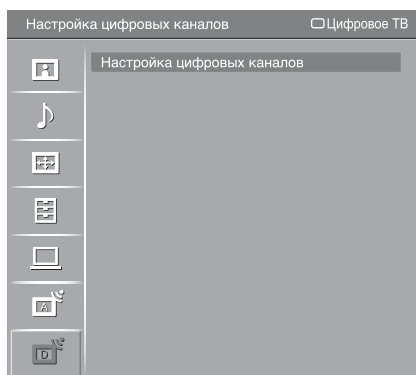 Настройка цифровых каналов
Цифровое ТВ
Настройка цифровых каналов
A
D